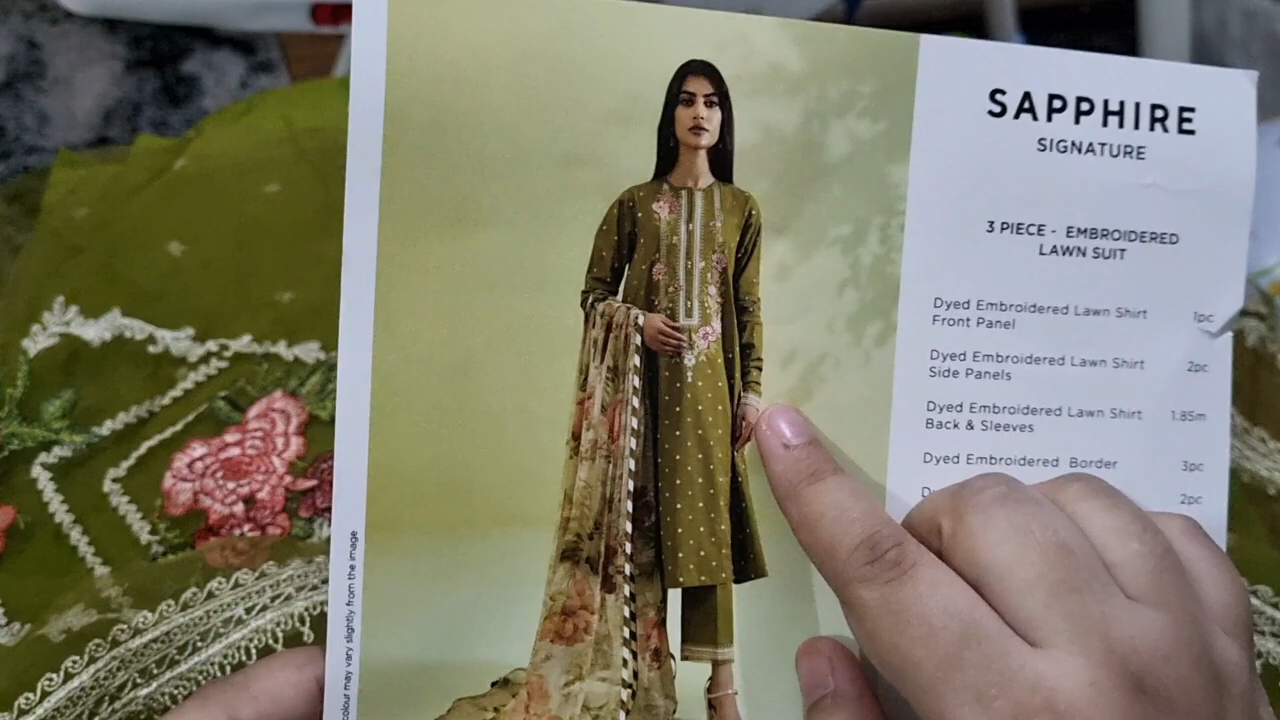 SAPPHIRE
SIGNATURE
3 PIECE - EMBROIDERED
LAWN SUIT
Dyed Embroidered Lawn Shirt 1pc
Front Panel
Dyed Embroidered Lawn Shirt 2pc
Side Panels
Dyed Embroidered Lawn Shirt 1.85m
Back & Sleeves
Dyed Embroidered Border 3pc
2pc
colour may vary slightly from the image